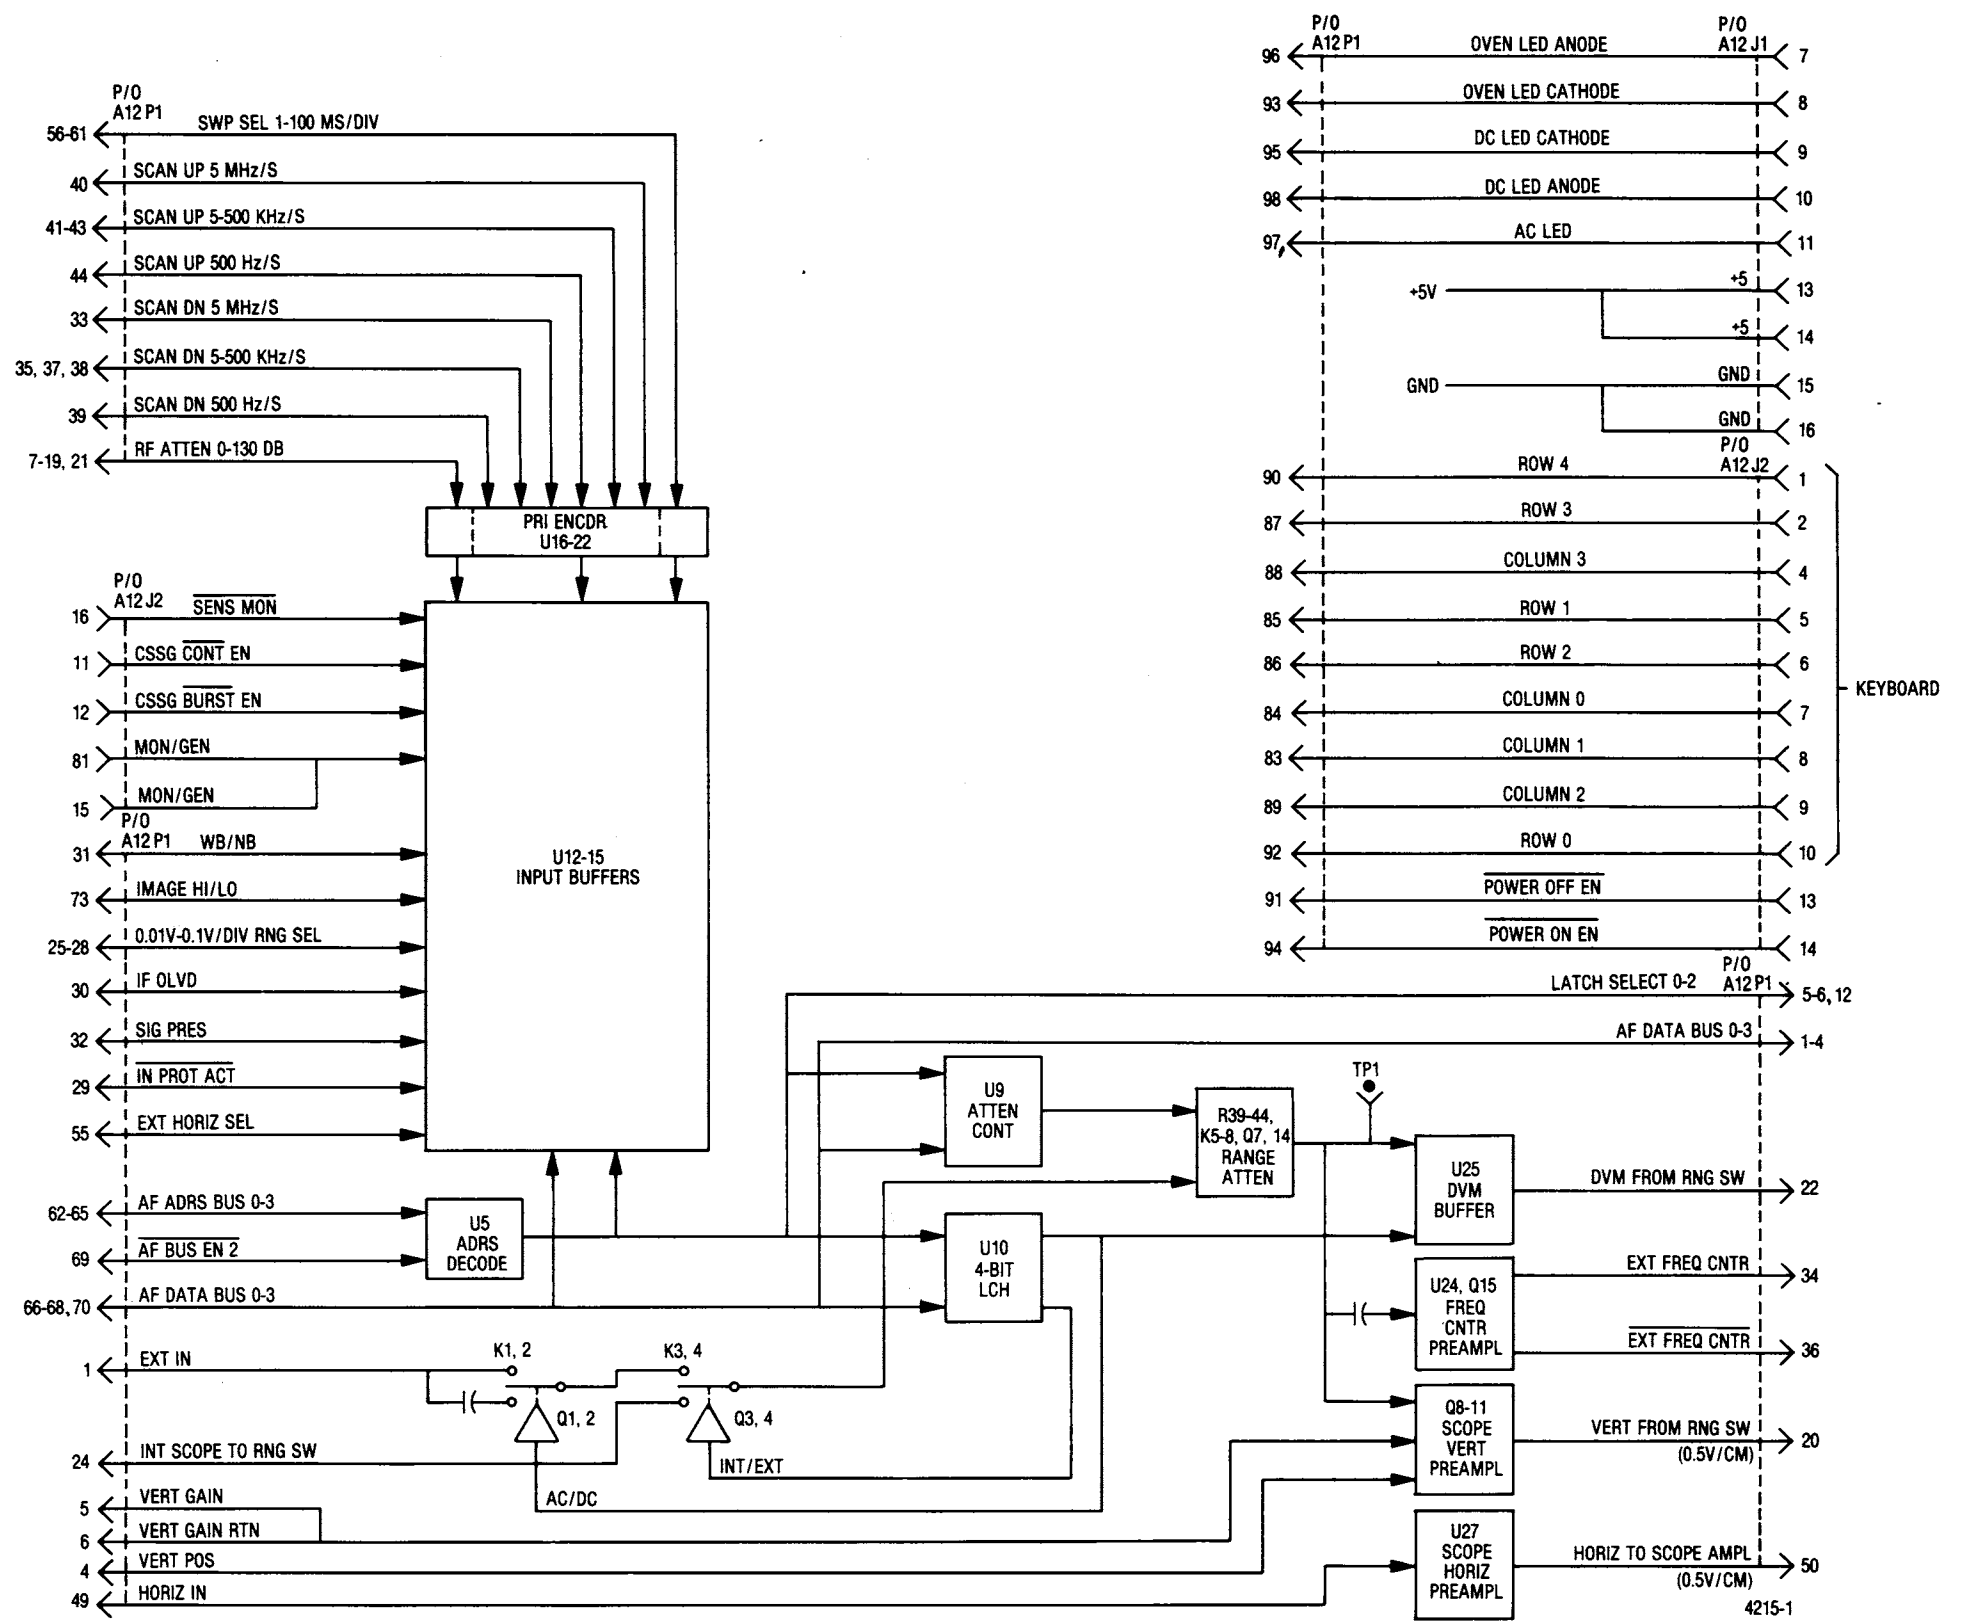 P/O
A12 P1
56-61 SWP SEL 1-100 MS/DIV
40 SCAN UP 5 MHz/S
41-43 SCAN UP 5-500 KHz/S
44 SCAN UP 500 Hz/S
33 SCAN DN 5 MHz/S
35, 37, 38 SCAN DN 5-500 KHz/S
39 SCAN DN 500 Hz/S
7-19, 21 RF ATTEN 0-130 DB
PRI ENCDR
U16-22
P/O
A12 J2
16 SENS MON
11 CSSG CONT EN
12 CSSG BURST EN
81 MON/GEN
15 MON/GEN
P/O
A12 P1
31 WB/NB
73 IMAGE HI/LO
25-28 0.01V-0.1V/DIV RNG SEL
30 IF OLVD
32 SIG PRES
29 IN PROT ACT
55 EXT HORIZ SEL
U12-15
INPUT BUFFERS
62-65 AF ADRS BUS 0-3
69 AF BUS EN 2
66-68, 70 AF DATA BUS 0-3
U5
ADRS
DECODE
1 EXT IN
K1, 2
K3, 4
Q1, 2
Q3, 4
24 INT SCOPE TO RNG SW
INT/EXT
AC/DC
5 VERT GAIN
6 VERT GAIN RTN
4 VERT POS
49 HORIZ IN
P/O
A12 P1
P/O
A12 J1
96 OVEN LED ANODE 7
93 OVEN LED CATHODE 8
95 DC LED CATHODE 9
98 DC LED ANODE 10
97 AC LED 11
+5V +5 13
+5 14
GND GND 15
GND 16
P/O
A12 J2
90 ROW 4 1
87 ROW 3 2
88 COLUMN 3 4
85 ROW 1 5
86 ROW 2 6
84 COLUMN 0 7
83 COLUMN 1 8
89 COLUMN 2 9
92 ROW 0 10
KEYBOARD
91 POWER OFF EN 13
94 POWER ON EN 14
P/O
A12 P1
LATCH SELECT 0-2 5-6, 12
AF DATA BUS 0-3 1-4
U9
ATTEN
CONT
R39-44,
K5-8, Q7, 14
RANGE
ATTEN
TP1
U10
4-BIT
LCH
U25
DVM
BUFFER
DVM FROM RNG SW 22
U24, Q15
FREQ
CNTR
PREAMPL
EXT FREQ CNTR 34
EXT FREQ CNTR 36
Q8-11
SCOPE
VERT
PREAMPL
VERT FROM RNG SW 20
(0.5V/CM)
U27
SCOPE
HORIZ
PREAMPL
HORIZ TO SCOPE AMPL 50
(0.5V/CM)
4215-1